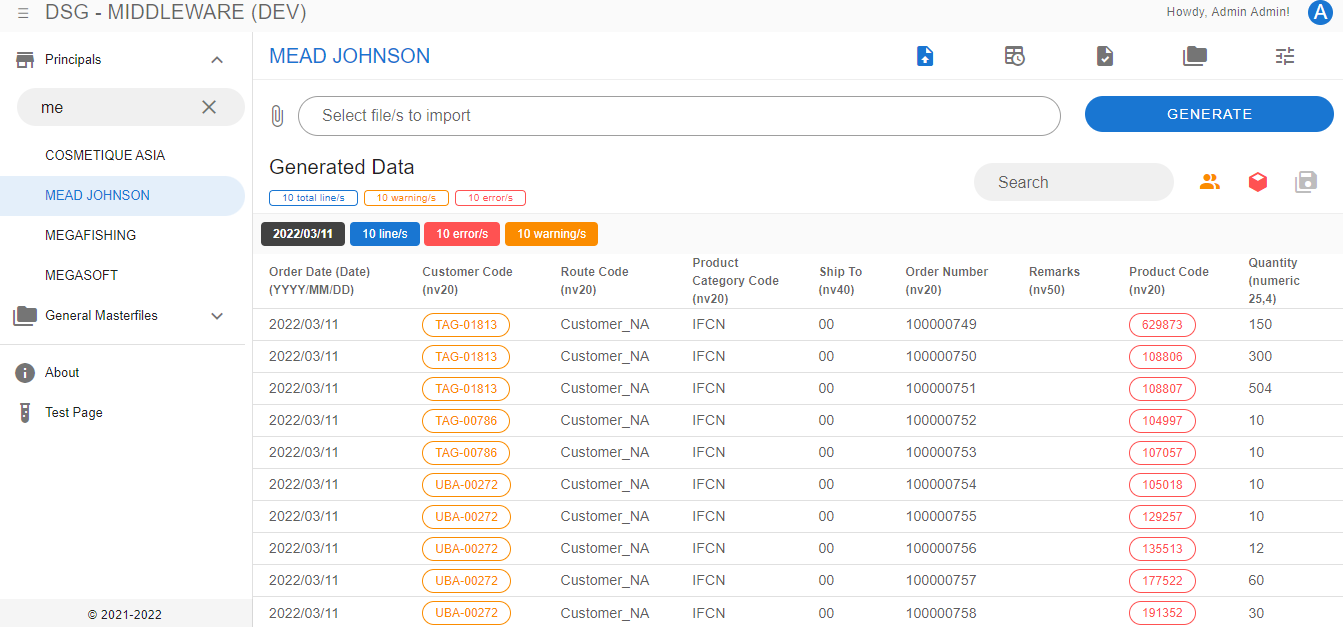 DSG - MIDDLEWARE (DEV)
Howdy, Admin Admin!
A
Principals
me
COSMETIQUE ASIA
MEAD JOHNSON
MEGAFISHING
MEGASOFT
General Masterfiles
About
Test Page
© 2021-2022
MEAD JOHNSON
Select file/s to import
GENERATE
Generated Data
10 total line/s 10 warning/s 10 error/s
Search
2022/03/11 10 line/s 10 error/s 10 warning/s
Order Date (Date) (YYYY/MM/DD) Customer Code (nv20) Route Code (nv20) Product Category Code (nv20) Ship To (nv40) Order Number (nv20) Remarks (nv50) Product Code (nv20) Quantity (numeric 25,4)
2022/03/11 TAG-01813 Customer_NA IFCN 00 100000749 629873 150
2022/03/11 TAG-01813 Customer_NA IFCN 00 100000750 108806 300
2022/03/11 TAG-01813 Customer_NA IFCN 00 100000751 108807 504
2022/03/11 TAG-00786 Customer_NA IFCN 00 100000752 104997 10
2022/03/11 TAG-00786 Customer_NA IFCN 00 100000753 107057 10
2022/03/11 UBA-00272 Customer_NA IFCN 00 100000754 105018 10
2022/03/11 UBA-00272 Customer_NA IFCN 00 100000755 129257 10
2022/03/11 UBA-00272 Customer_NA IFCN 00 100000756 135513 12
2022/03/11 UBA-00272 Customer_NA IFCN 00 100000757 177522 60
2022/03/11 UBA-00272 Customer_NA IFCN 00 100000758 191352 30